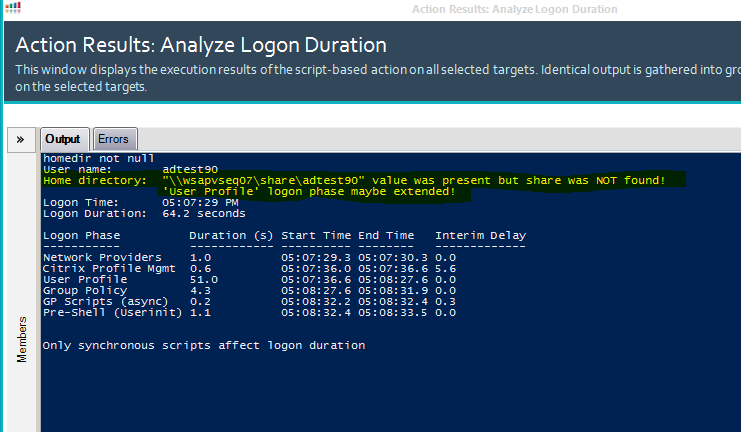 Action Results: Analyze Logon Duration
Action Results: Analyze Logon Duration
This window displays the execution results of the script-based action on all selected targets. Identical output is gathered into gro
on the selected targets.
»
Output
Errors
homedir not null
User name: adtest90
Home directory: "\\wsapvseq07\share\adtest90" value was present but share was NOT found!
'User Profile' logon phase maybe extended!
Logon Time: 05:07:29 PM
Logon Duration: 64.2 seconds
Logon Phase Duration (s) Start Time End Time Interim Delay
----------- ------------ ---------- -------- -------------
Network Providers 1.0 05:07:29.3 05:07:30.3 0.0
Citrix Profile Mgmt 0.6 05:07:36.0 05:07:36.6 5.6
User Profile 51.0 05:07:36.6 05:08:27.6 0.0
Group Policy 4.3 05:08:27.6 05:08:31.9 0.0
GP Scripts (async) 0.2 05:08:32.2 05:08:32.4 0.3
Pre-Shell (Userinit) 1.1 05:08:32.4 05:08:33.5 0.0
Only synchronous scripts affect logon duration
Members